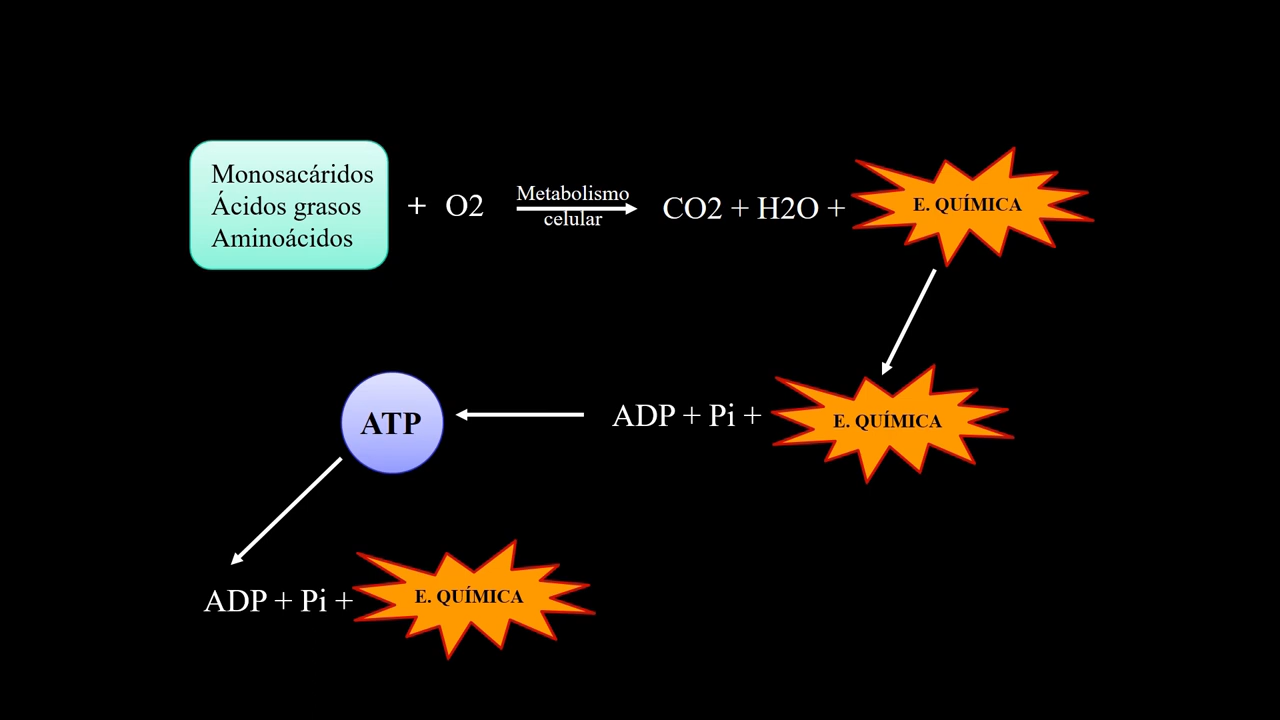 Monosacáridos
Ácidos grasos
Aminoácidos
+ O2
Metabolismo
celular
CO2 + H2O +
E. QUÍMICA
ATP
ADP + Pi +
E. QUÍMICA
ADP + Pi +
E. QUÍMICA